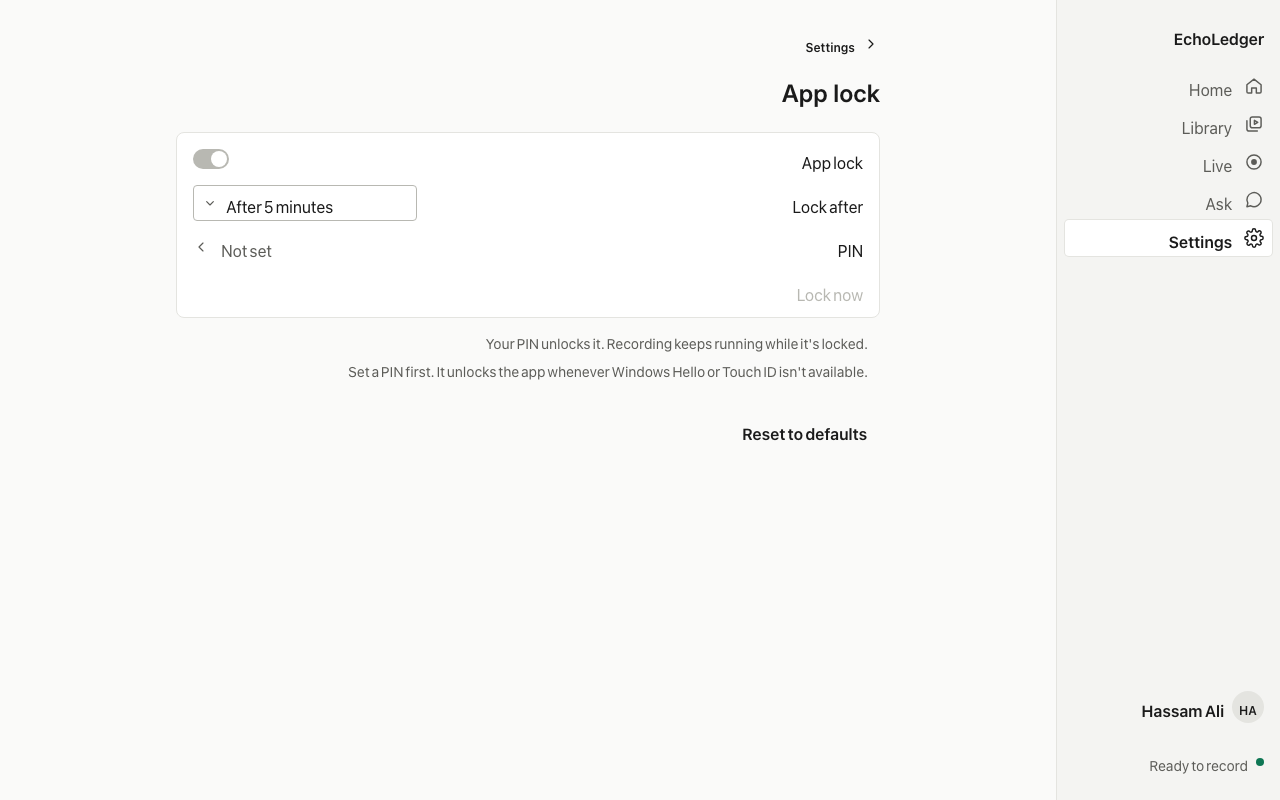 EchoLedger
Home
Library
Live
Ask
Settings
Hassam Ali
HA
Ready to record
Settings
App lock
App lock
Lock after
After 5 minutes
PIN
Not set
Lock now
Your PIN unlocks it. Recording keeps running while it's locked.
Set a PIN first. It unlocks the app whenever Windows Hello or Touch ID isn't available.
Reset to defaults